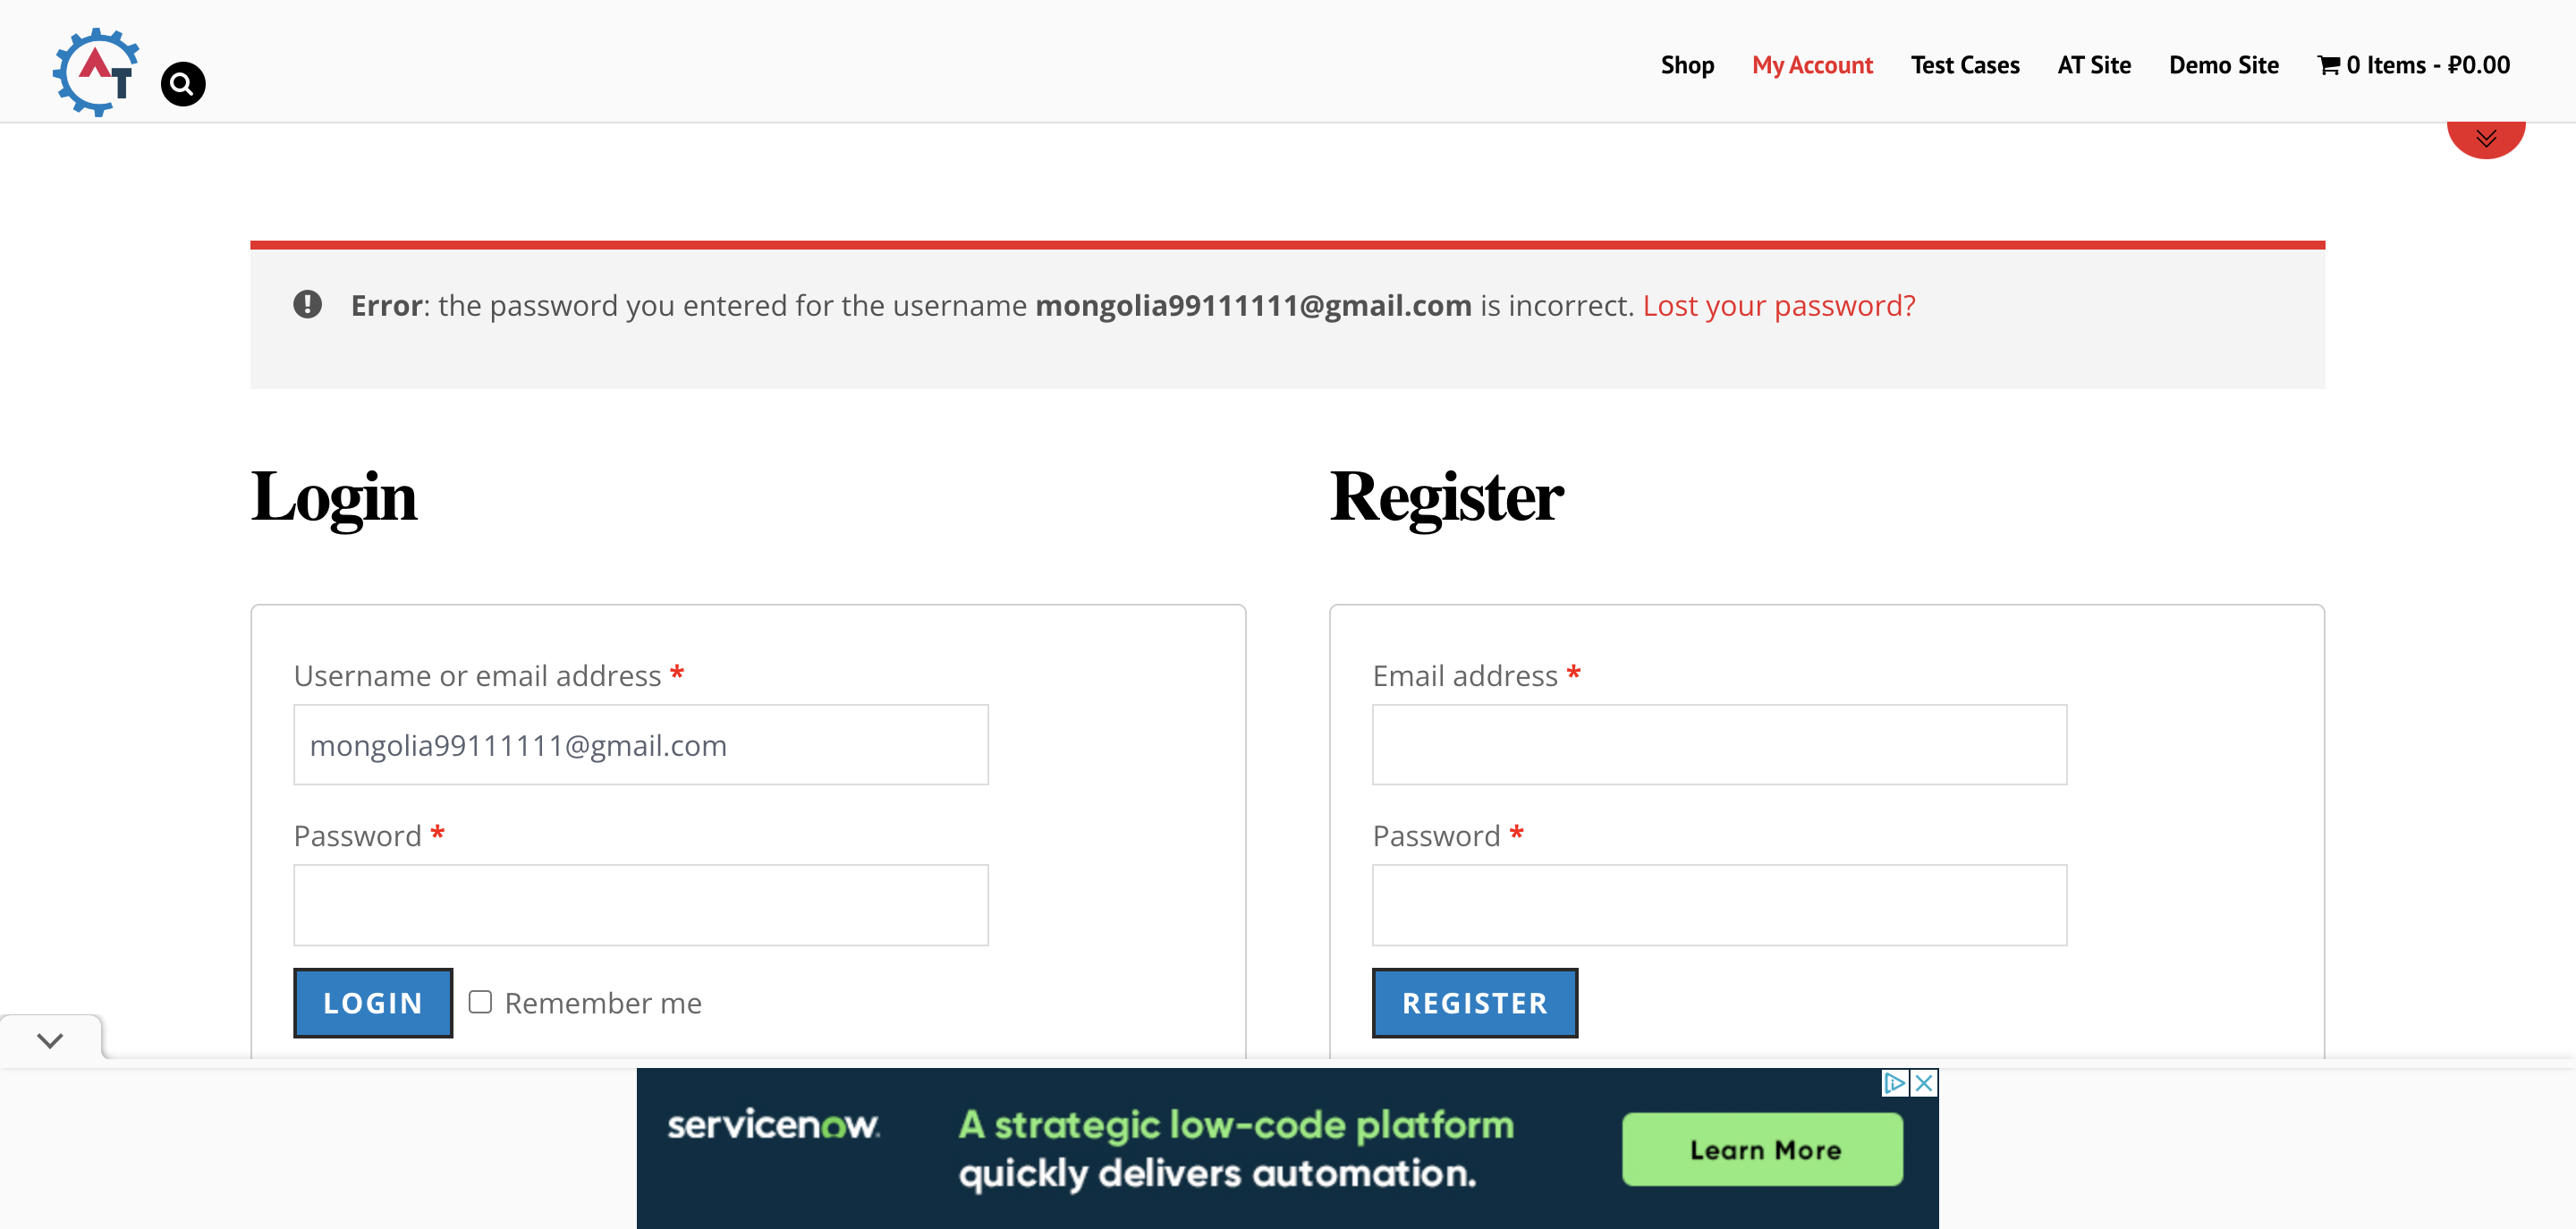 AT
Shop My Account Test Cases AT Site Demo Site 0 Items - ₽0.00
Error: the password you entered for the username mongolia99111111@gmail.com is incorrect. Lost your password?
Login
Register
Username or email address *
mongolia99111111@gmail.com
Password *
LOGIN Remember me
Email address *
Password *
REGISTER
servicenow.
A strategic low-code platform
quickly delivers automation.
Learn More